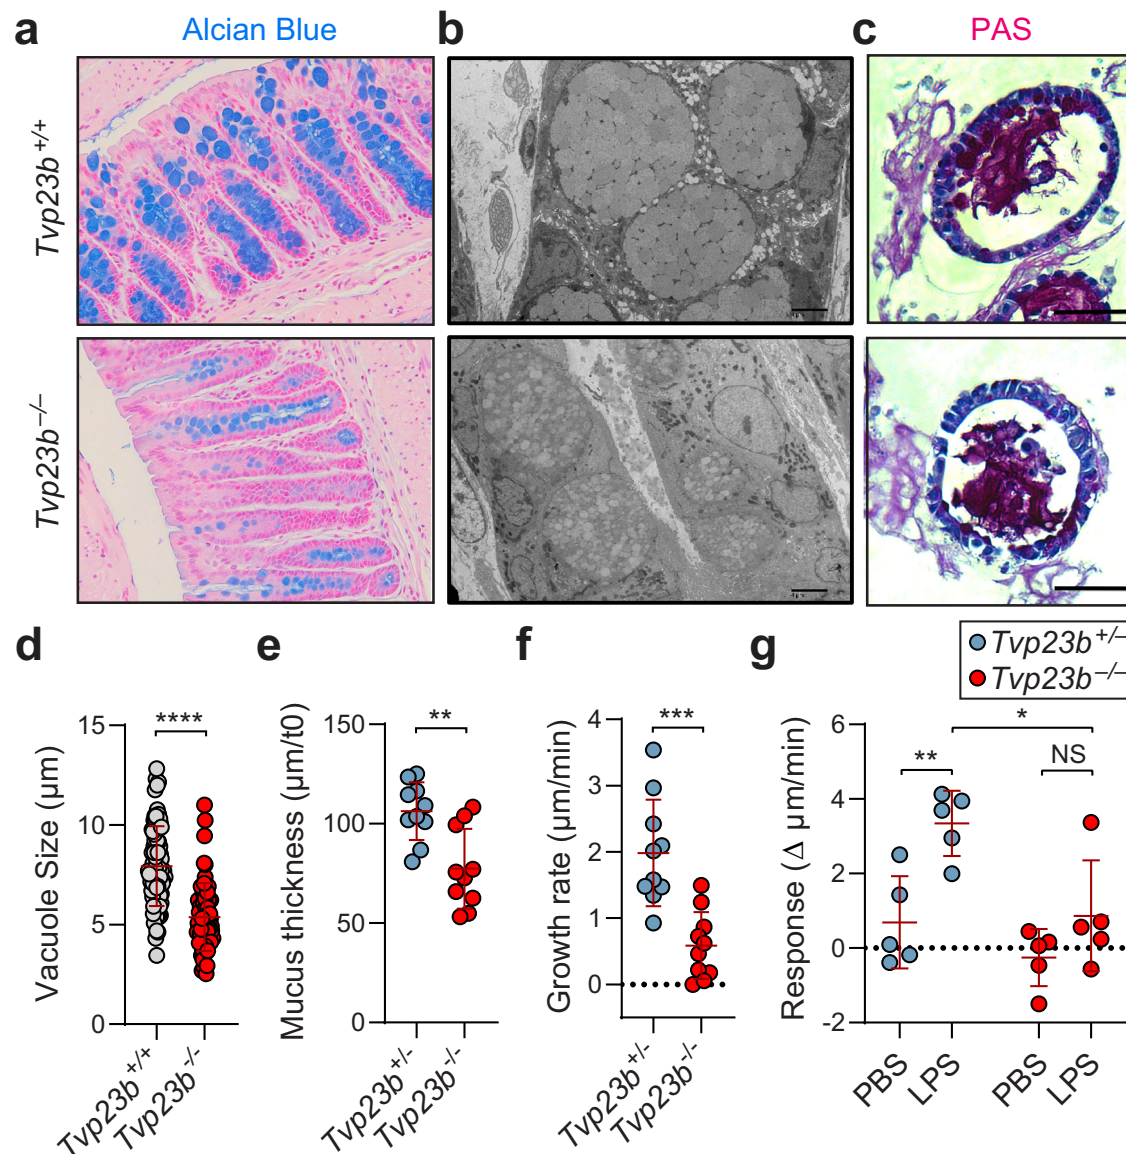 a
Alcian Blue
b
c
PAS
Tvp23b+/+
Tvp23b–/–
d
e
f
g
Tvp23b+/–
Tvp23b–/–
Vacuole Size (μm)
15
10
5
0
****
Tvp23b+/+
Tvp23b-/-
Mucus thickness (μm/t0)
150
100
50
0
**
Tvp23b+/-
Tvp23b-/-
Growth rate (μm/min)
4
3
2
1
0
***
Tvp23b+/-
Tvp23b-/-
Response (Δ μm/min)
6
4
2
0
-2
**
*
NS
PBS
LPS
PBS
LPS